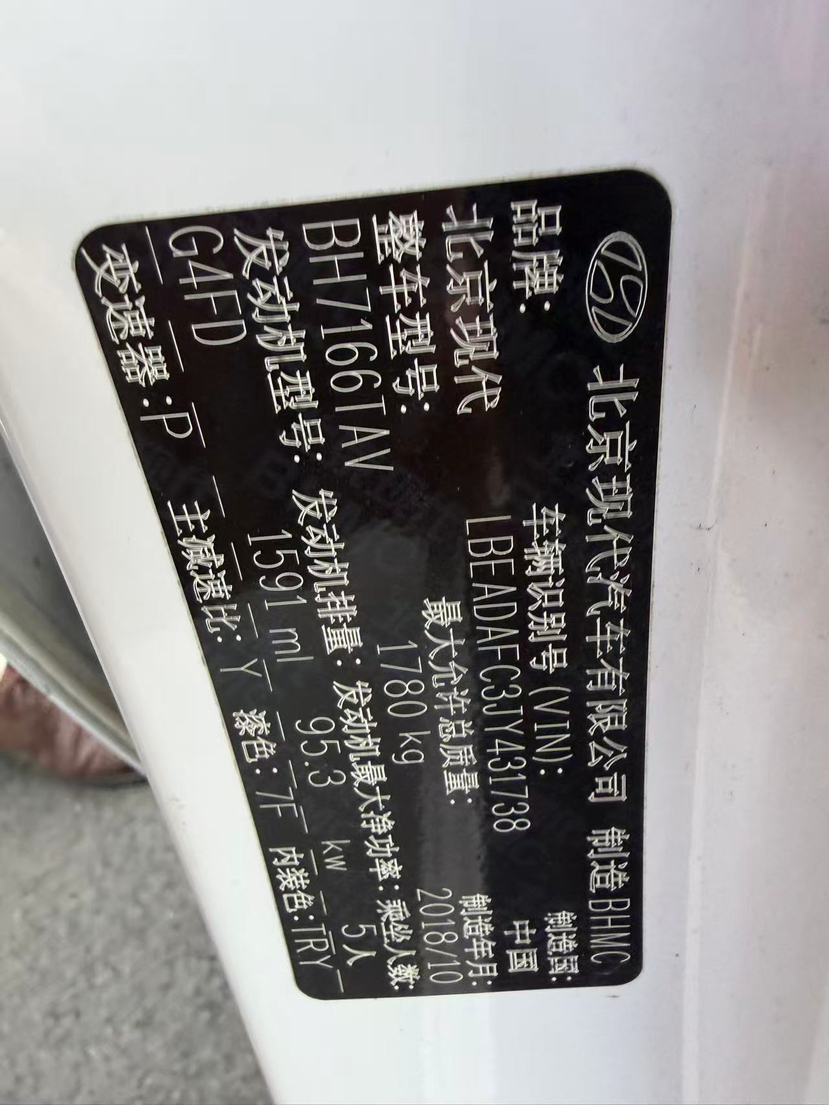 北京现代汽车有限公司 制造 BHMC
品牌: 车辆识别号 (VIN): 制造国:
北京现代 LBEADAFC3JY431738 中国
整车型号: 最大允许总质量: 制造年月:
BH7166TAV 1780 kg 2018/10
发动机型号: 发动机排量: 发动机最大净功率: 乘坐人数:
G4FD 1591 ml 95.3 kw 5人
变速器: P 主减速比: Y 漆色: 7F 内装色: TRY